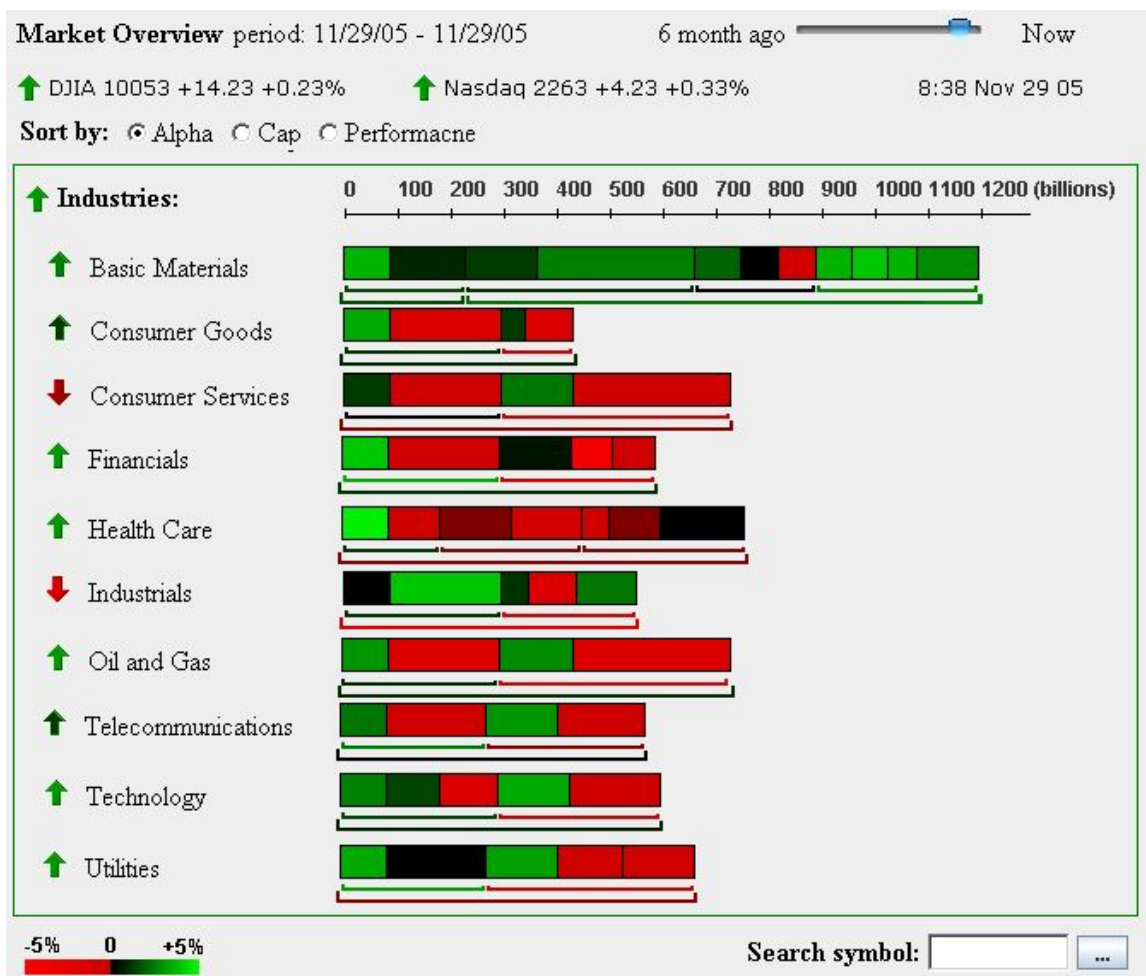 Market Overview period: 11/29/05 - 11/29/05 6 month ago Now
DJIA 10053 +14.23 +0.23% Nasdaq 2263 +4.23 +0.33% 8:38 Nov 29 05
Sort by: Alpha Cap Performacne
Industries: 0 100 200 300 400 500 600 700 800 900 1000 1100 1200 (billions)
Basic Materials
Consumer Goods
Consumer Services
Financials
Health Care
Industrials
Oil and Gas
Telecommunications
Technology
Utilities
-5% 0 +5% Search symbol: ...